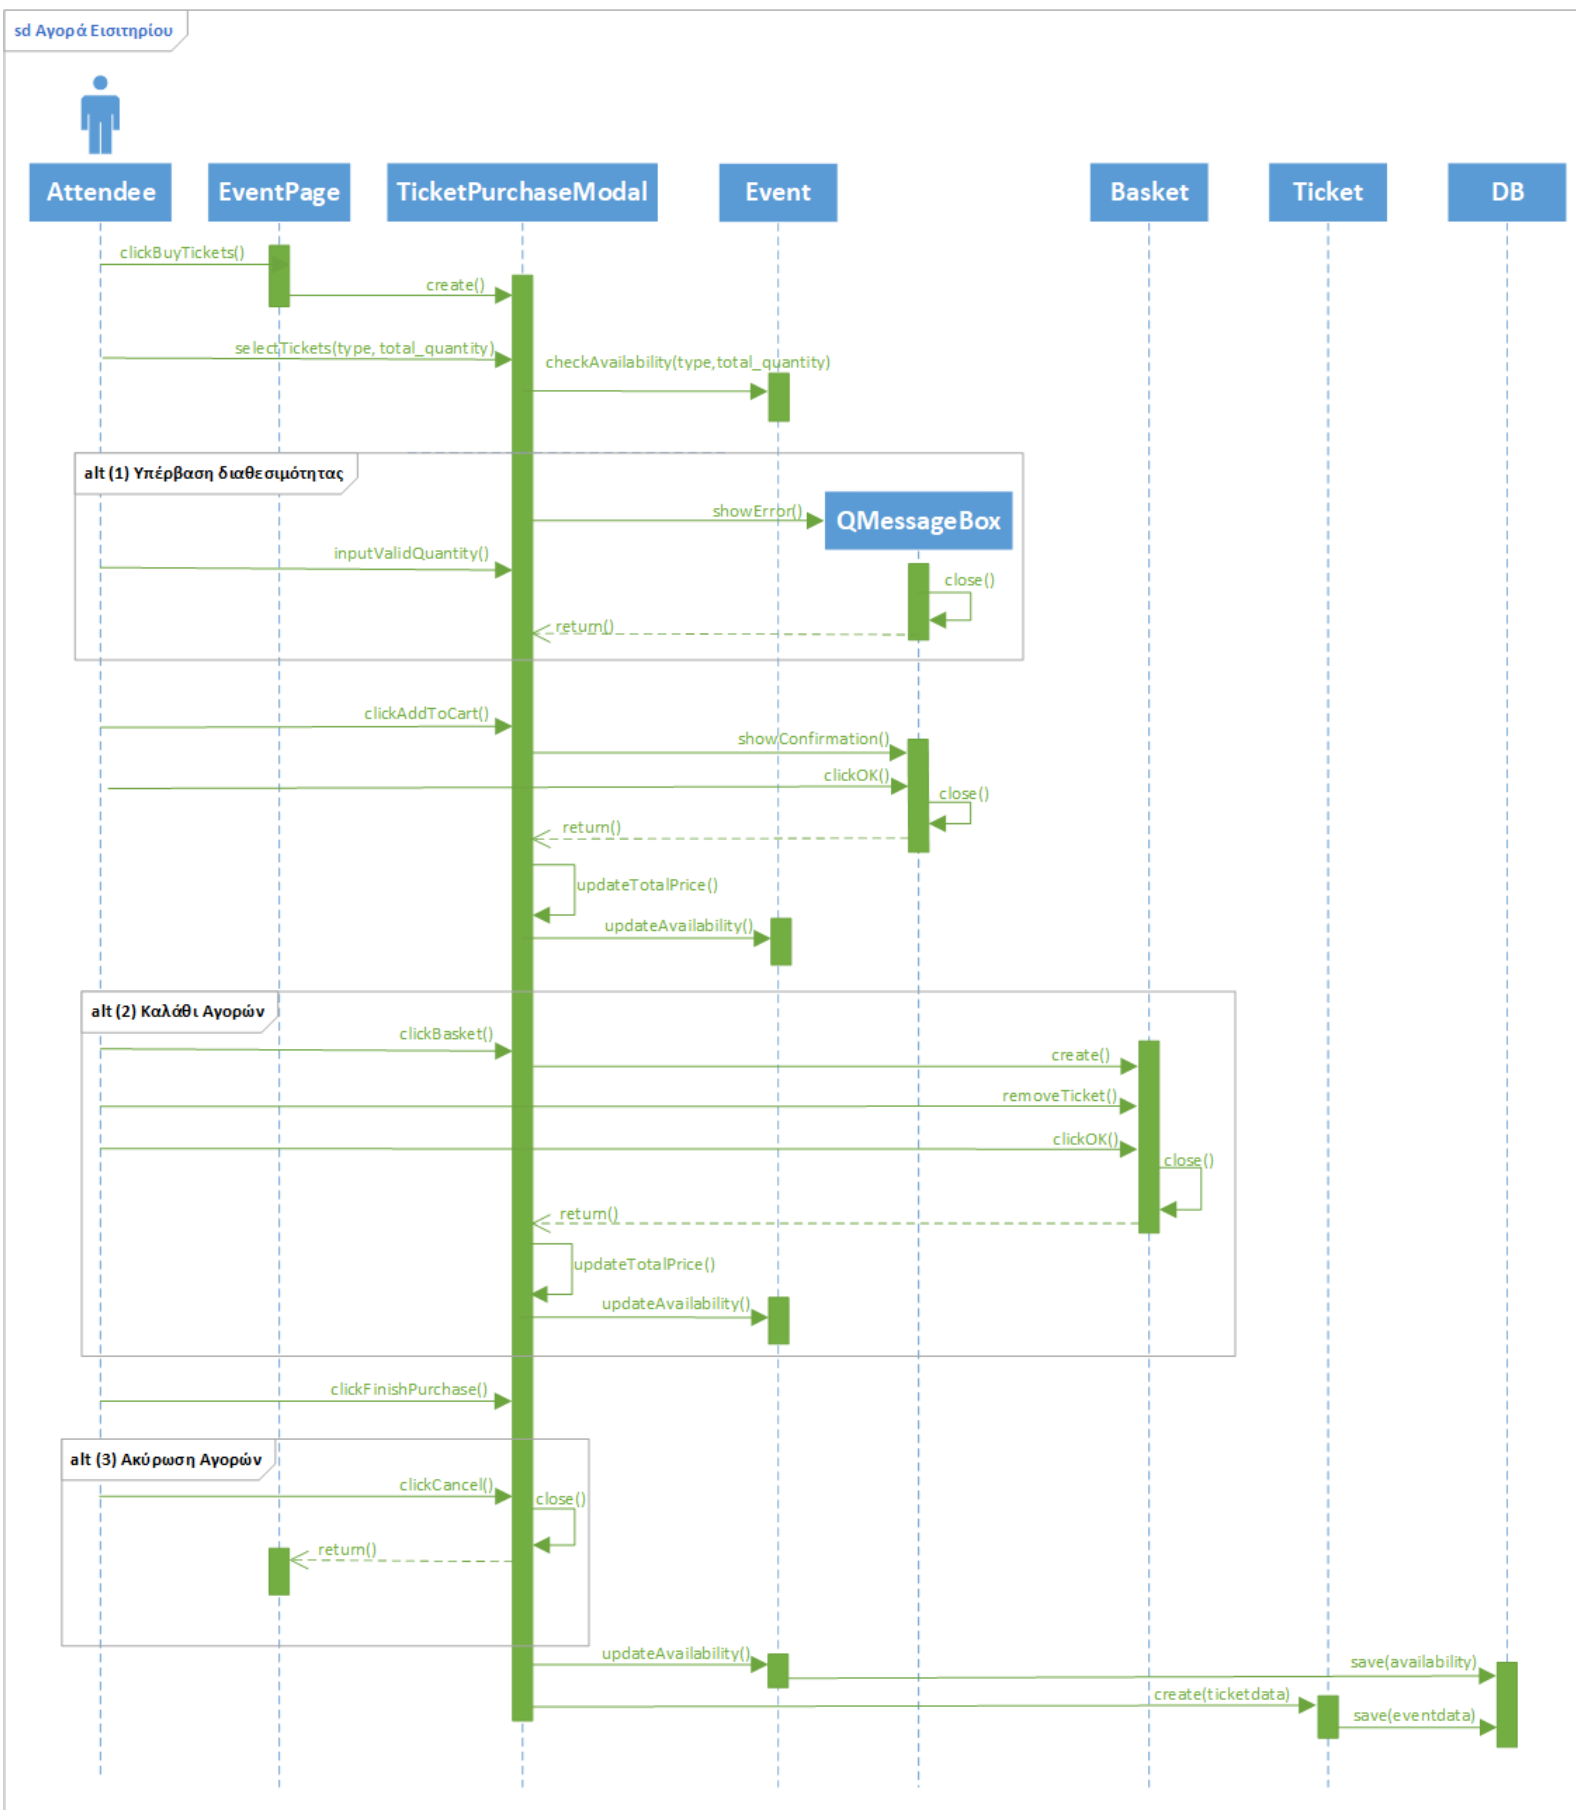 sd Αγορά Εισιτηρίου
Attendee
EventPage
TicketPurchaseModal
Event
Basket
Ticket
DB
clickBuyTickets()
create()
selectTickets(type, total_quantity)
checkAvailability(type,total_quantity)
alt (1) Υπέρβαση διαθεσιμότητας
showError()
QMessageBox
inputValidQuantity()
close()
return()
clickAddToCart()
showConfirmation()
clickOK()
close()
return()
updateTotalPrice()
updateAvailability()
alt (2) Καλάθι Αγορών
clickBasket()
create()
removeTicket()
clickOK()
close()
return()
updateTotalPrice()
updateAvailability()
clickFinishPurchase()
alt (3) Ακύρωση Αγορών
clickCancel()
close()
return()
updateAvailability()
save(availability)
create(ticketdata)
save(eventdata)